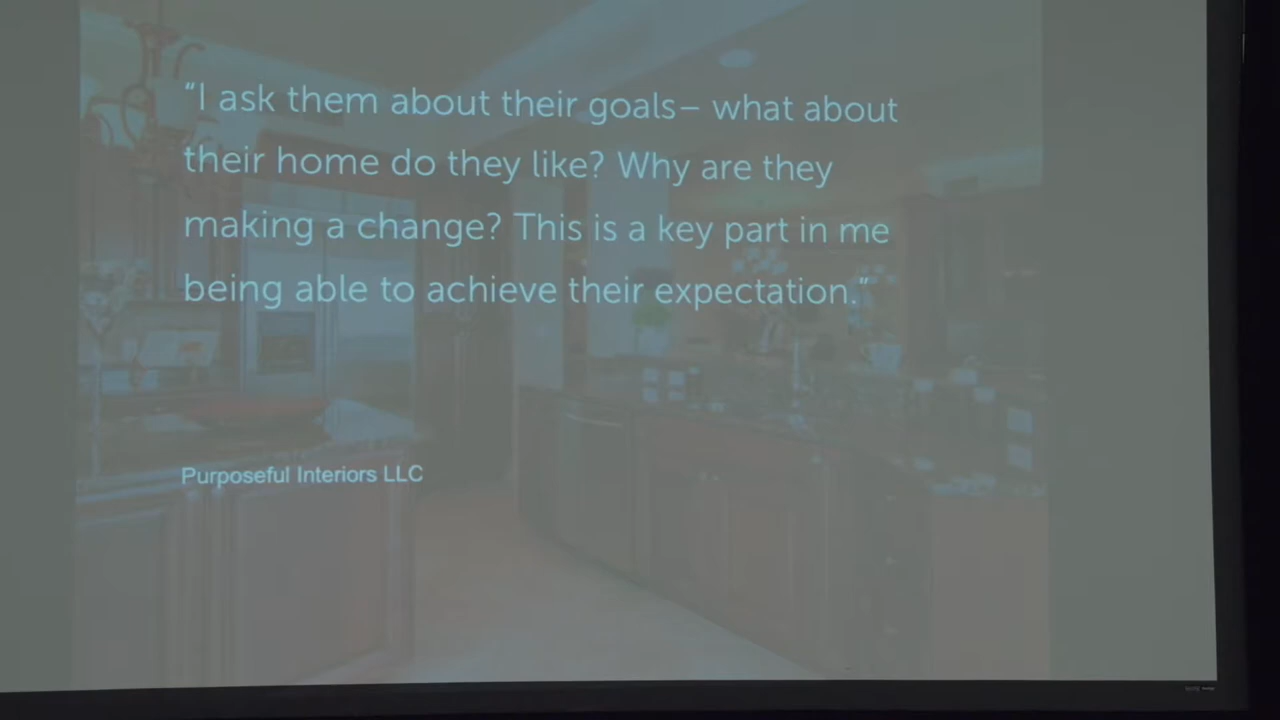 “I ask them about their goals– what about
their home do they like? Why are they
making a change? This is a key part in me
being able to achieve their expectation.”
Purposeful Interiors LLC